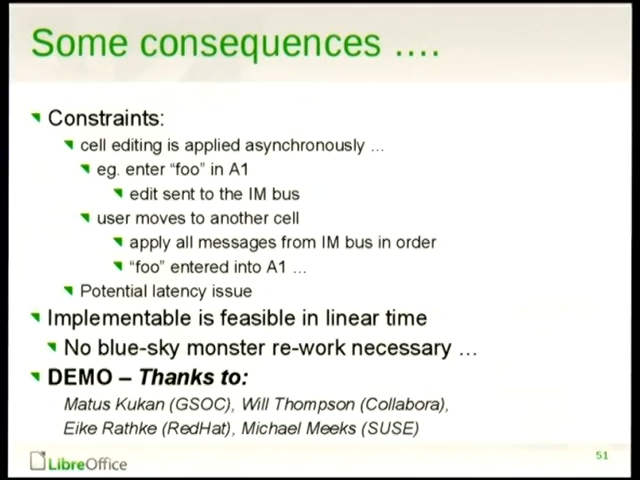 Some consequences ....
Constraints:
cell editing is applied asynchronously ...
eg. enter “foo” in A1
edit sent to the IM bus
user moves to another cell
apply all messages from IM bus in order
“foo” entered into A1 ...
Potential latency issue
Implementable is feasible in linear time
No blue-sky monster re-work necessary ...
DEMO – Thanks to:
Matus Kukan (GSOC), Will Thompson (Collabora),
Eike Rathke (RedHat), Michael Meeks (SUSE)
LibreOffice
51